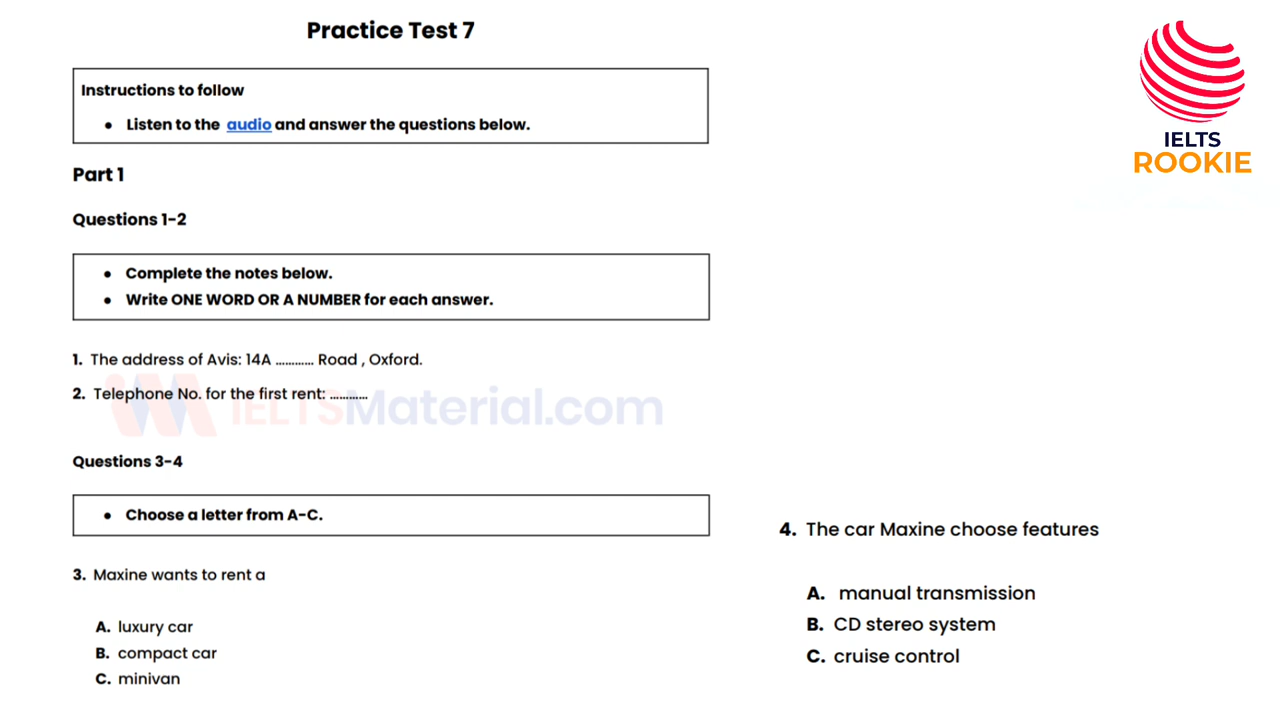 Practice Test 7
IELTS
ROOKIE
Instructions to follow
● Listen to the audio and answer the questions below.
Part 1
Questions 1-2
● Complete the notes below.
● Write ONE WORD OR A NUMBER for each answer.
1. The address of Avis: 14A ............ Road , Oxford.
2. Telephone No. for the first rent: ............
IELTSMaterial.com
Questions 3-4
● Choose a letter from A-C.
3. Maxine wants to rent a
A. luxury car
B. compact car
C. minivan
4. The car Maxine choose features
A. manual transmission
B. CD stereo system
C. cruise control